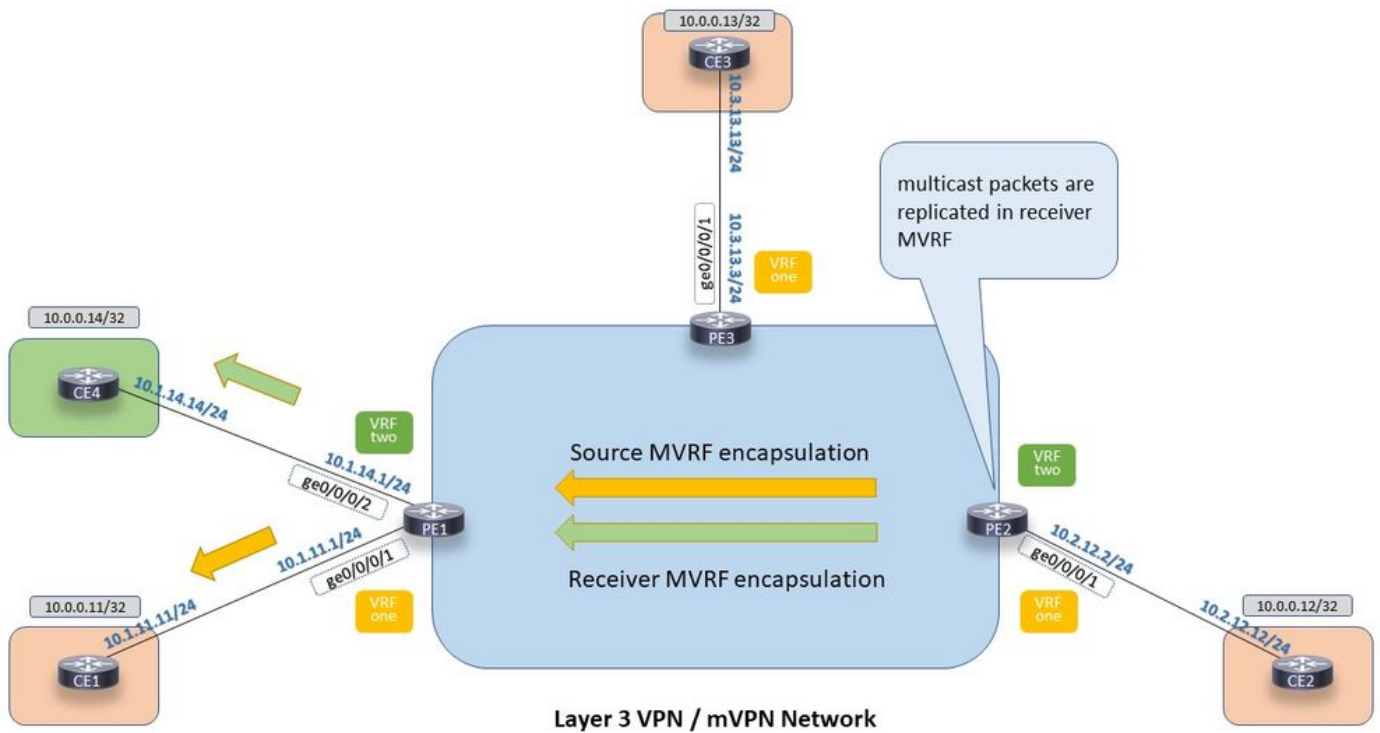 10.0.0.13/32
CE3
10.3.13.13/24
multicast packets are
replicated in receiver
MVRF
ge0/0/0/1
10.3.13.3/24
VRF
one
PE3
10.0.0.14/32
CE4
10.1.14.14/24
VRF
two
10.1.14.1/24
ge0/0/0/2
PE1
Source MVRF encapsulation
Receiver MVRF encapsulation
VRF
two
PE2
10.2.12.2/24
ge0/0/0/1
VRF
one
10.1.11.1/24
ge0/0/0/1
VRF
one
10.0.0.11/32
10.1.11.11/24
CE1
10.0.0.12/32
10.2.12.12/24
CE2
Layer 3 VPN / mVPN Network